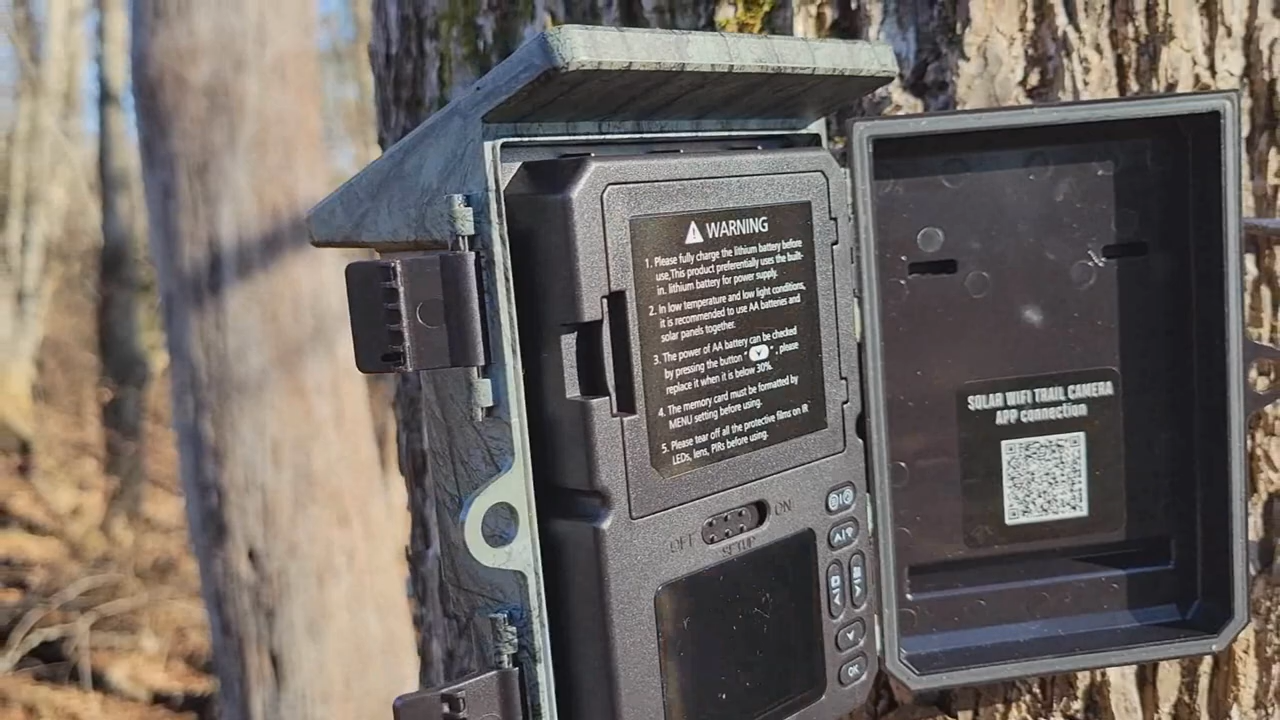 WARNING
1. Please fully charge the lithium battery before
use.This product preferentially uses the built-
in. lithium battery for power supply.
2. In low temperature and low light conditions,
it is recommended to use AA batteries and
solar panels together.
3. The power of AA battery can be checked
by pressing the button " ", please
replace it when it is below 30%.
4. The memory card must be formatted by
MENU setting before using.
5. Please tear off all the protective films on IR
LEDs, lens, PIRs before using.
OFF ON
SETUP
OK
SOLAR WIFI TRAIL CAMERA
APP connection